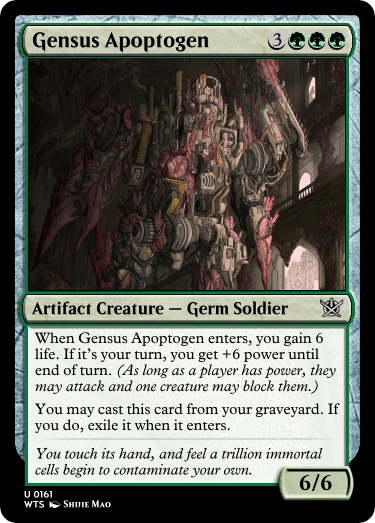 Gensus Apoptogen 3
Artifact Creature — Germ Soldier
When Gensus Apoptogen enters, you gain 6
life. If it's your turn, you get +6 power until
end of turn. (As long as a player has power, they
may attack and one creature may block them.)
You may cast this card from your graveyard. If
you do, exile it when it enters.
You touch its hand, and feel a trillion immortal
cells begin to contaminate your own.
6/6
U 0161
WTS Shijie Mao